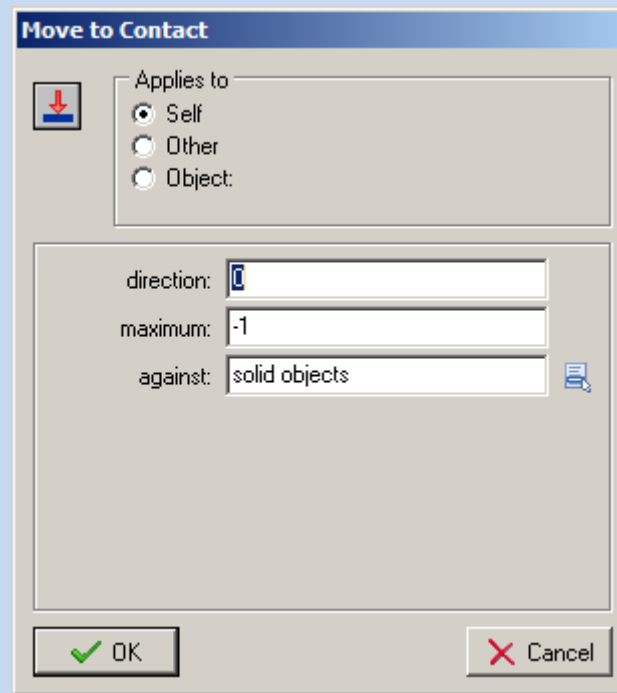 Move to Contact
Applies to
Self
Other
Object:
direction: 0
maximum: -1
against: solid objects
OK Cancel